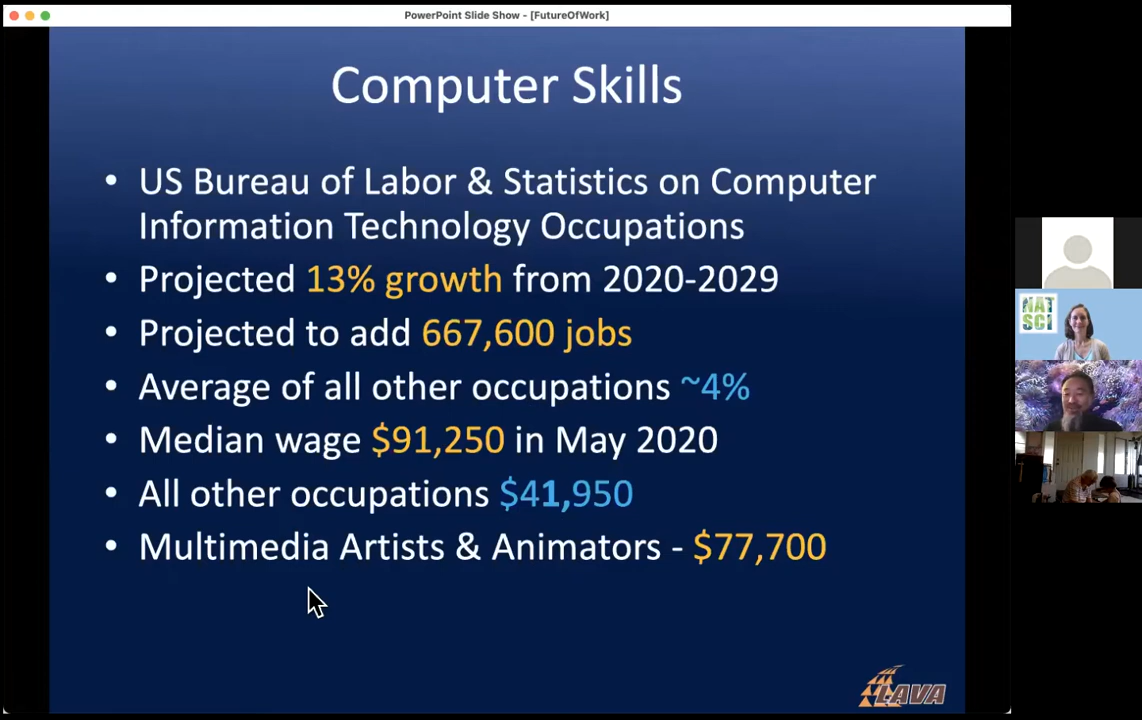 PowerPoint Slide Show - [FutureOfWork]
Computer Skills
• US Bureau of Labor & Statistics on Computer
Information Technology Occupations
• Projected 13% growth from 2020-2029
• Projected to add 667,600 jobs
• Average of all other occupations ~4%
• Median wage $91,250 in May 2020
• All other occupations $41,950
• Multimedia Artists & Animators - $77,700
NAT
SCI
LAVA